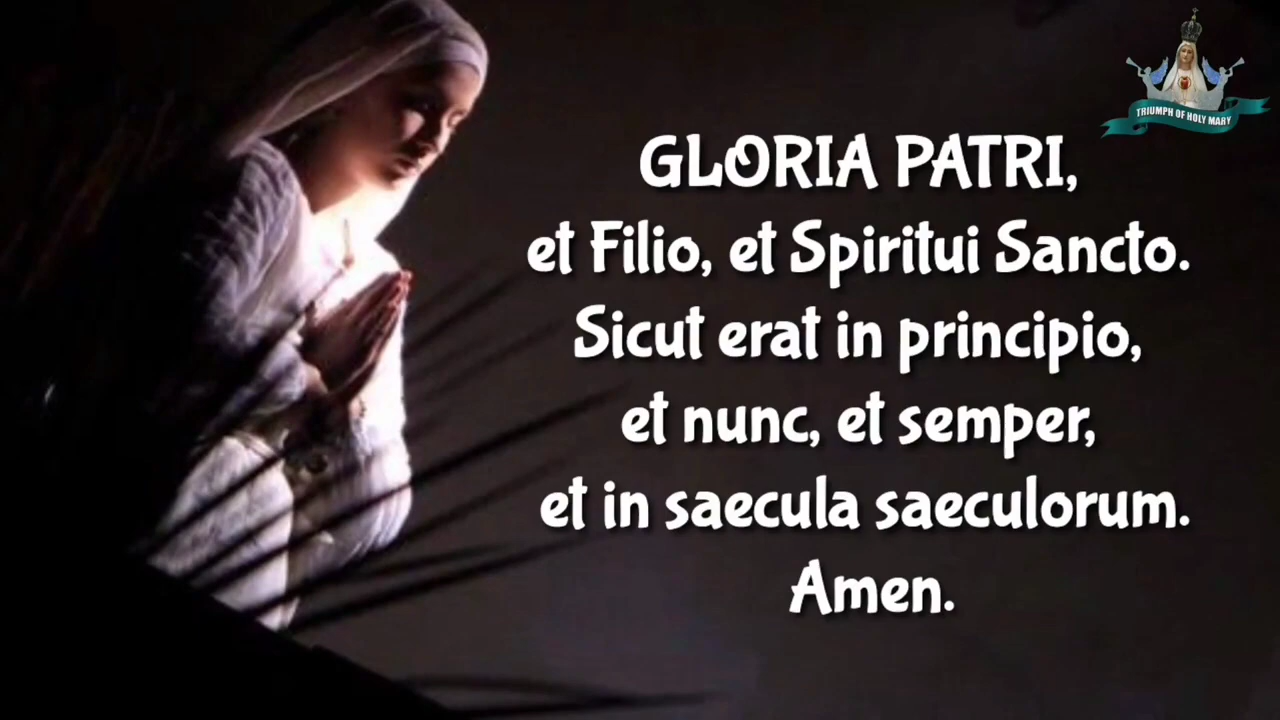 TRIUMPH OF HOLY MARY
GLORIA PATRI,
et Filio, et Spiritui Sancto.
Sicut erat in principio,
et nunc, et semper,
et in saecula saeculorum.
Amen.